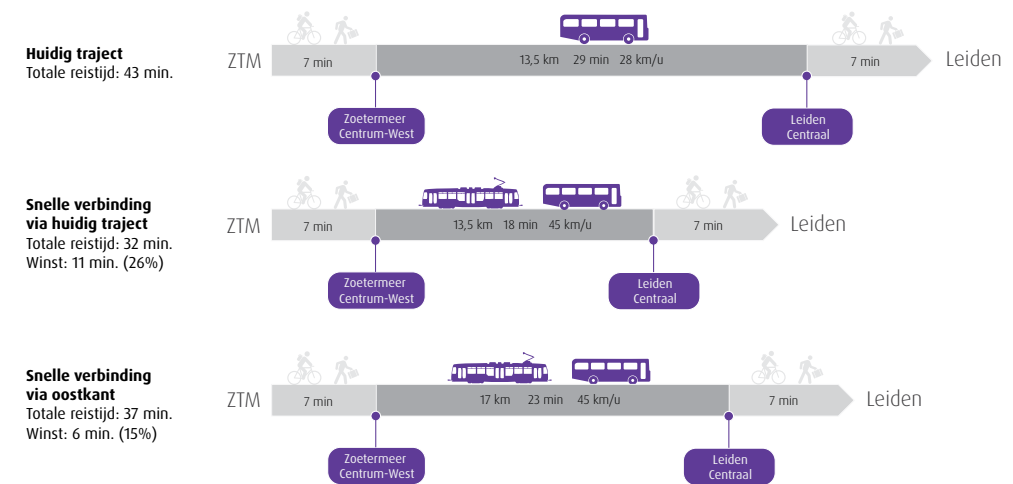 Huidig traject
Totale reistijd: 43 min.
ZTM
7 min
13,5 km 29 min 28 km/u
7 min
Leiden
Zoetermeer
Centrum-West
Leiden
Centraal
Snelle verbinding
via huidig traject
Totale reistijd: 32 min.
Winst: 11 min. (26%)
ZTM
7 min
13,5 km 18 min 45 km/u
7 min
Leiden
Zoetermeer
Centrum-West
Leiden
Centraal
Snelle verbinding
via oostkant
Totale reistijd: 37 min.
Winst: 6 min. (15%)
ZTM
7 min
17 km 23 min 45 km/u
7 min
Leiden
Zoetermeer
Centrum-West
Leiden
Centraal